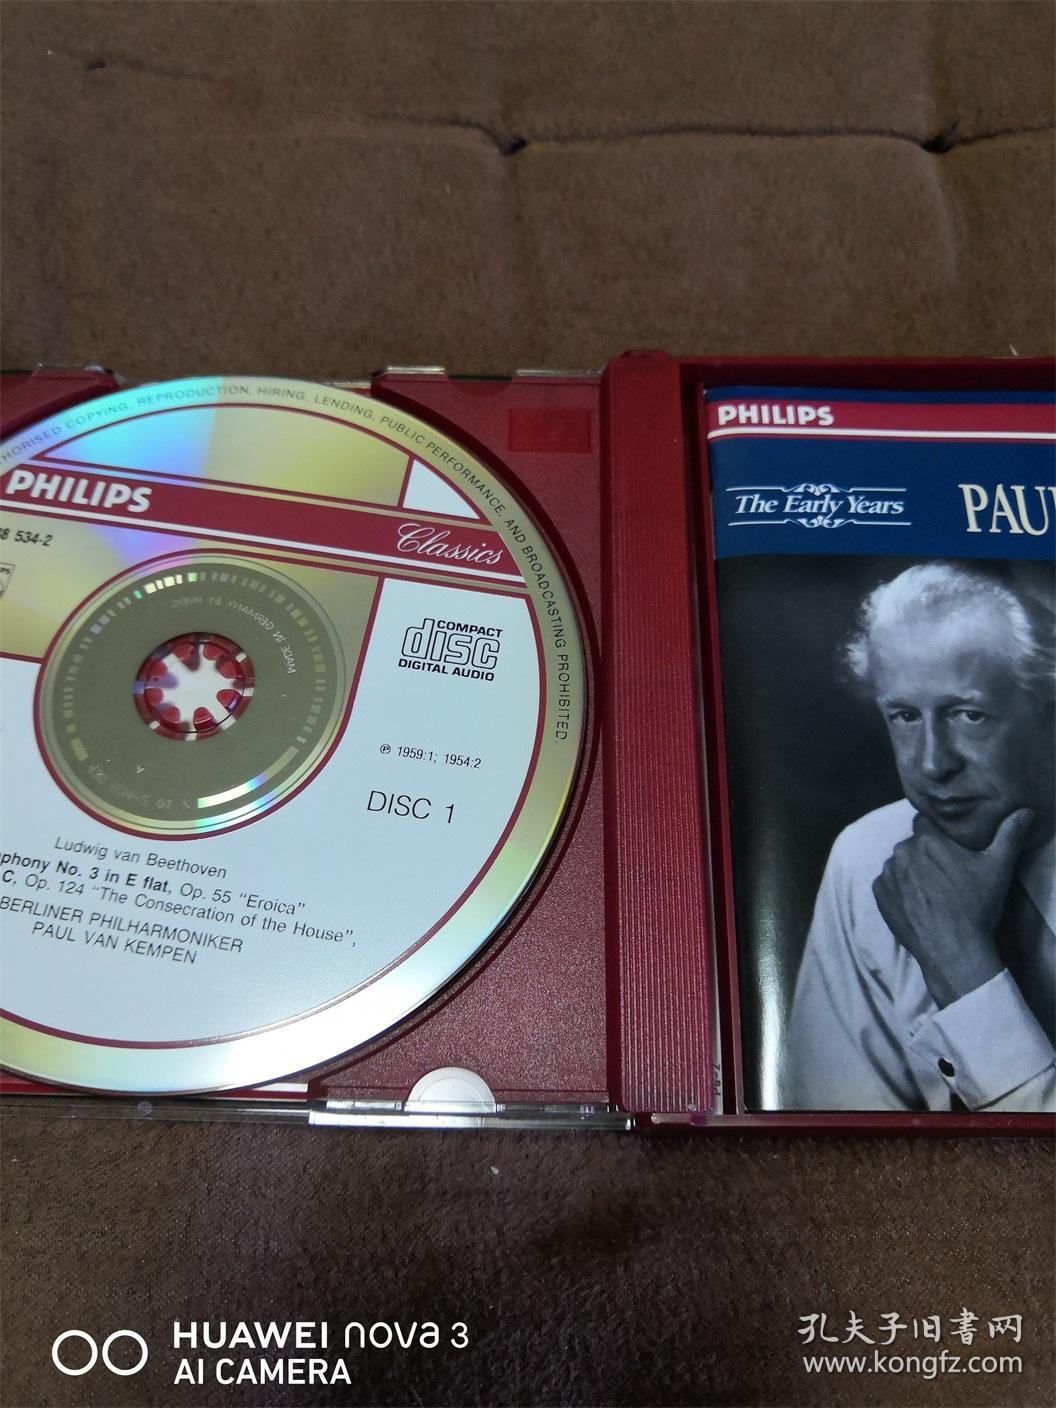 AUTHORISED COPYING, REPRODUCTION, HIRING, LENDING, PUBLIC PERFORMANCE, AND BROADCASTING PROHIBITED.
PHILIPS
Classics
8 534-2
COMPACT
disc
DIGITAL AUDIO
MADE IN GERMANY BY PMDC
℗ 1959:1; 1954:2
DISC 1
Ludwig van Beethoven
phony No. 3 in E flat, Op. 55 "Eroica"
C, Op. 124 "The Consecration of the House",
BERLINER PHILHARMONIKER
PAUL VAN KEMPEN
PHILIPS
The Early Years
PAU
HUAWEI nova 3
AI CAMERA
孔夫子旧書网
www.kongfz.com